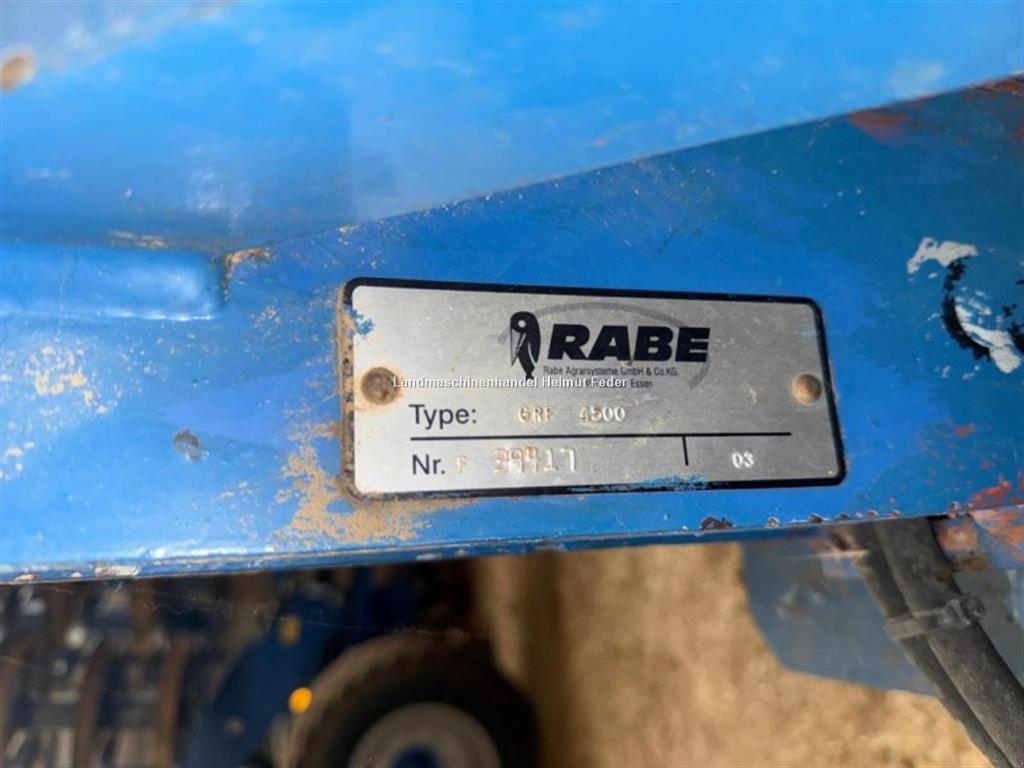 RABE
Rabe Agrarsysteme GmbH & Co.KG.
Landmaschinenhandel Helmut Feder
Essen
Type: GRF 4500
Nr. F 39417 03